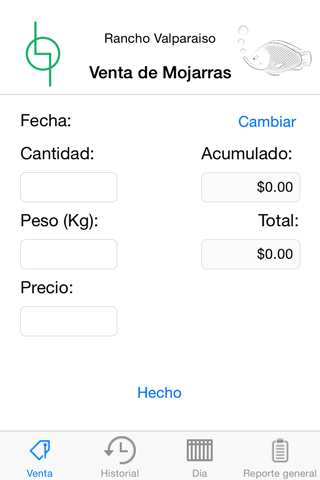 Rancho Valparaiso
Venta de Mojarras
Fecha:
Cambiar
Cantidad:
Acumulado:
$0.00
Peso (Kg):
Total:
$0.00
Precio:
Hecho
Venta
Historial
Día
Reporte general